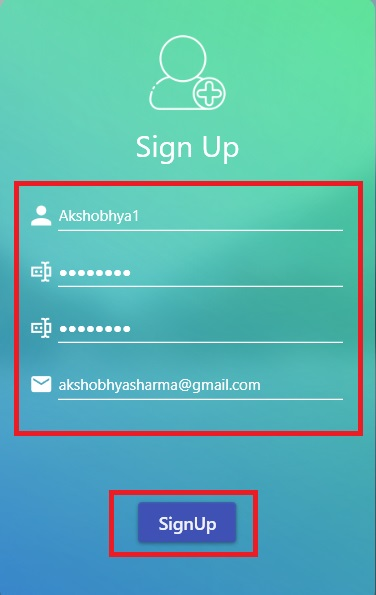 Sign Up
Akshobhya1
••••••••
••••••••
akshobhyasharma@gmail.com
SignUp